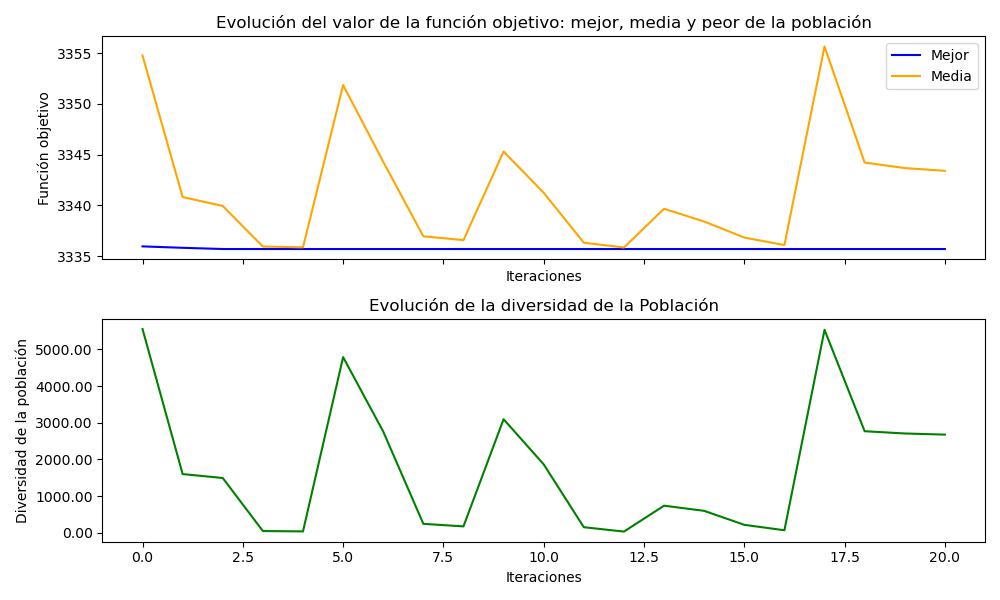 Evolución del valor de la función objetivo: mejor, media y peor de la población
Función objetivo
3355
3350
3345
3340
3335
Mejor
Media
Iteraciones
Evolución de la diversidad de la Población
Diversidad de la población
5000.00
4000.00
3000.00
2000.00
1000.00
0.00
0.0 2.5 5.0 7.5 10.0 12.5 15.0 17.5 20.0
Iteraciones